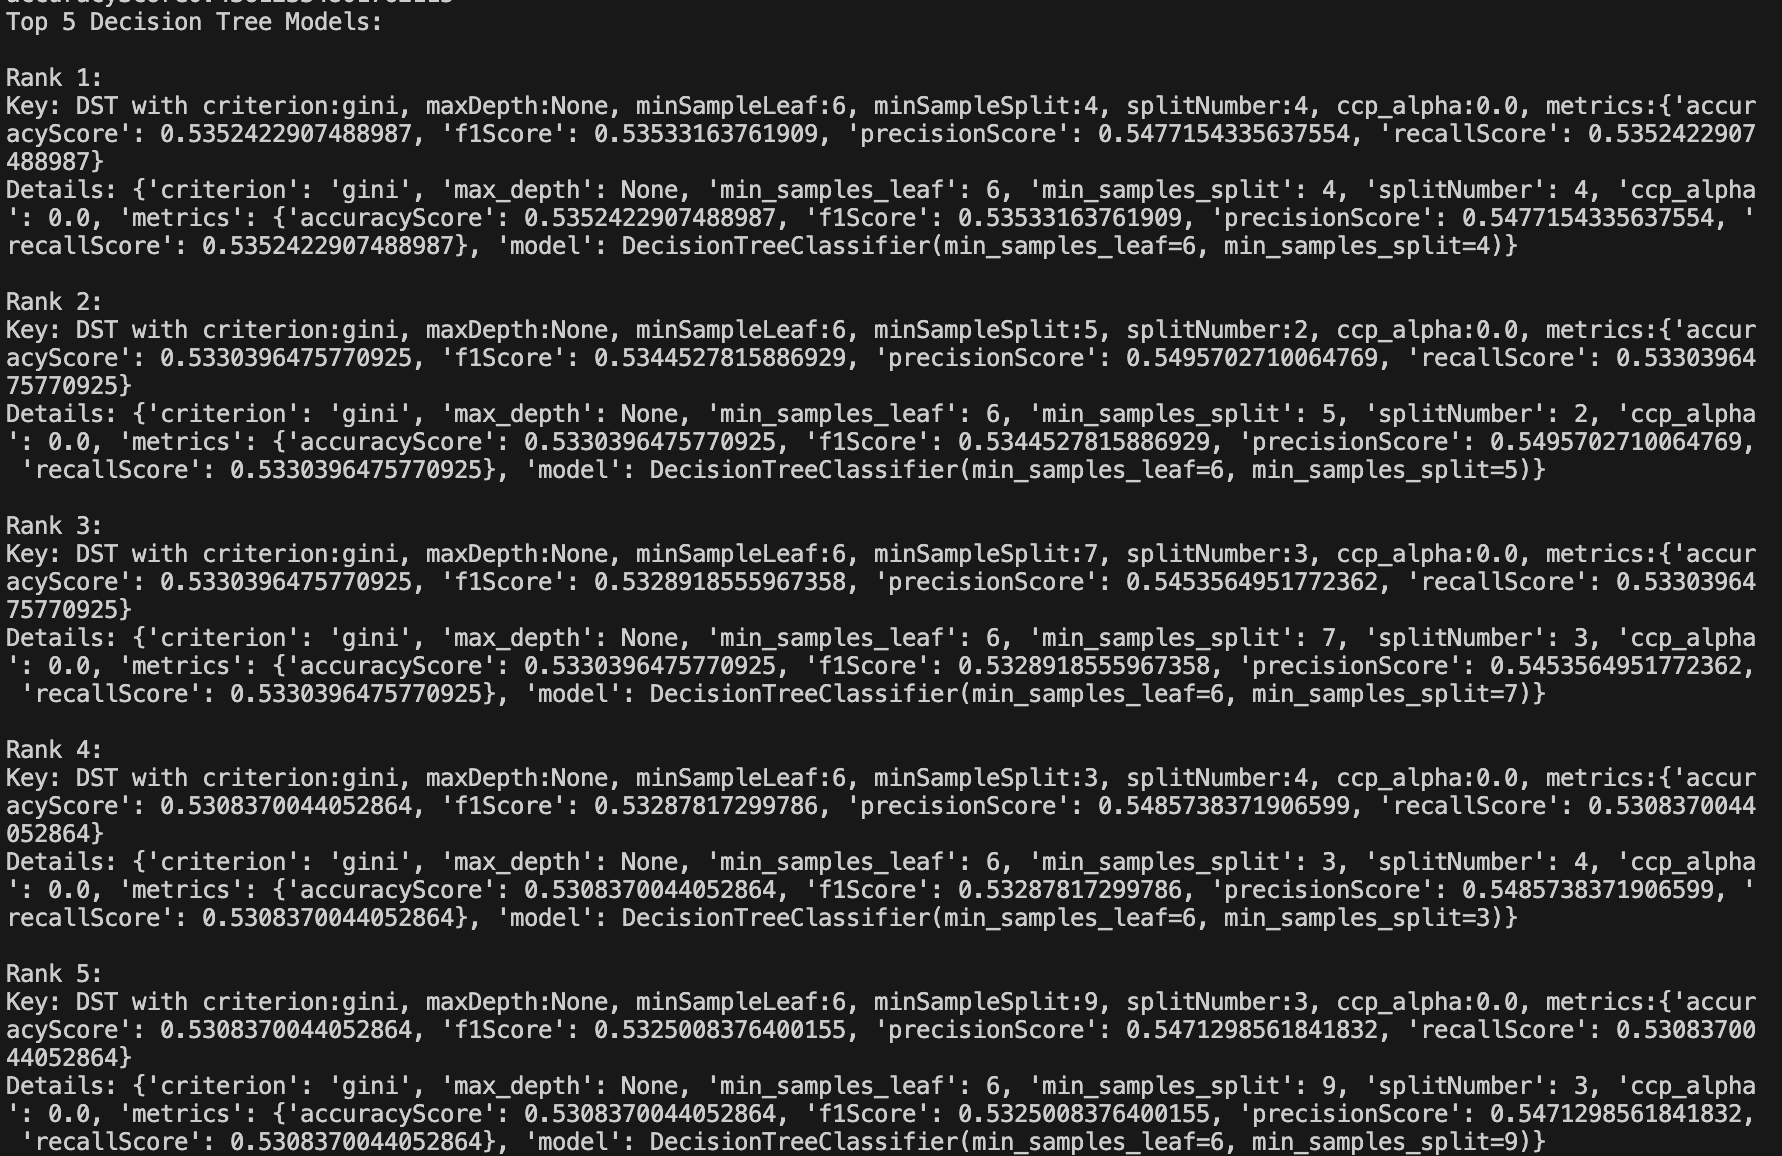 Top 5 Decision Tree Models:
Rank 1:
Key: DST with criterion:gini, maxDepth:None, minSampleLeaf:6, minSampleSplit:4, splitNumber:4, ccp_alpha:0.0, metrics:{'accur
acyScore': 0.5352422907488987, 'f1Score': 0.53533163761909, 'precisionScore': 0.5477154335637554, 'recallScore': 0.5352422907
488987}
Details: {'criterion': 'gini', 'max_depth': None, 'min_samples_leaf': 6, 'min_samples_split': 4, 'splitNumber': 4, 'ccp_alpha
': 0.0, 'metrics': {'accuracyScore': 0.5352422907488987, 'f1Score': 0.53533163761909, 'precisionScore': 0.5477154335637554, '
recallScore': 0.5352422907488987}, 'model': DecisionTreeClassifier(min_samples_leaf=6, min_samples_split=4)}
Rank 2:
Key: DST with criterion:gini, maxDepth:None, minSampleLeaf:6, minSampleSplit:5, splitNumber:2, ccp_alpha:0.0, metrics:{'accur
acyScore': 0.5330396475770925, 'f1Score': 0.5344527815886929, 'precisionScore': 0.5495702710064769, 'recallScore': 0.53303964
75770925}
Details: {'criterion': 'gini', 'max_depth': None, 'min_samples_leaf': 6, 'min_samples_split': 5, 'splitNumber': 2, 'ccp_alpha
': 0.0, 'metrics': {'accuracyScore': 0.5330396475770925, 'f1Score': 0.5344527815886929, 'precisionScore': 0.5495702710064769,
'recallScore': 0.5330396475770925}, 'model': DecisionTreeClassifier(min_samples_leaf=6, min_samples_split=5)}
Rank 3:
Key: DST with criterion:gini, maxDepth:None, minSampleLeaf:6, minSampleSplit:7, splitNumber:3, ccp_alpha:0.0, metrics:{'accur
acyScore': 0.5330396475770925, 'f1Score': 0.5328918555967358, 'precisionScore': 0.5453564951772362, 'recallScore': 0.53303964
75770925}
Details: {'criterion': 'gini', 'max_depth': None, 'min_samples_leaf': 6, 'min_samples_split': 7, 'splitNumber': 3, 'ccp_alpha
': 0.0, 'metrics': {'accuracyScore': 0.5330396475770925, 'f1Score': 0.5328918555967358, 'precisionScore': 0.5453564951772362,
'recallScore': 0.5330396475770925}, 'model': DecisionTreeClassifier(min_samples_leaf=6, min_samples_split=7)}
Rank 4:
Key: DST with criterion:gini, maxDepth:None, minSampleLeaf:6, minSampleSplit:3, splitNumber:4, ccp_alpha:0.0, metrics:{'accur
acyScore': 0.5308370044052864, 'f1Score': 0.53287817299786, 'precisionScore': 0.5485738371906599, 'recallScore': 0.5308370044
052864}
Details: {'criterion': 'gini', 'max_depth': None, 'min_samples_leaf': 6, 'min_samples_split': 3, 'splitNumber': 4, 'ccp_alpha
': 0.0, 'metrics': {'accuracyScore': 0.5308370044052864, 'f1Score': 0.53287817299786, 'precisionScore': 0.5485738371906599, '
recallScore': 0.5308370044052864}, 'model': DecisionTreeClassifier(min_samples_leaf=6, min_samples_split=3)}
Rank 5:
Key: DST with criterion:gini, maxDepth:None, minSampleLeaf:6, minSampleSplit:9, splitNumber:3, ccp_alpha:0.0, metrics:{'accur
acyScore': 0.5308370044052864, 'f1Score': 0.5325008376400155, 'precisionScore': 0.5471298561841832, 'recallScore': 0.53083700
44052864}
Details: {'criterion': 'gini', 'max_depth': None, 'min_samples_leaf': 6, 'min_samples_split': 9, 'splitNumber': 3, 'ccp_alpha
': 0.0, 'metrics': {'accuracyScore': 0.5308370044052864, 'f1Score': 0.5325008376400155, 'precisionScore': 0.5471298561841832,
'recallScore': 0.5308370044052864}, 'model': DecisionTreeClassifier(min_samples_leaf=6, min_samples_split=9)}